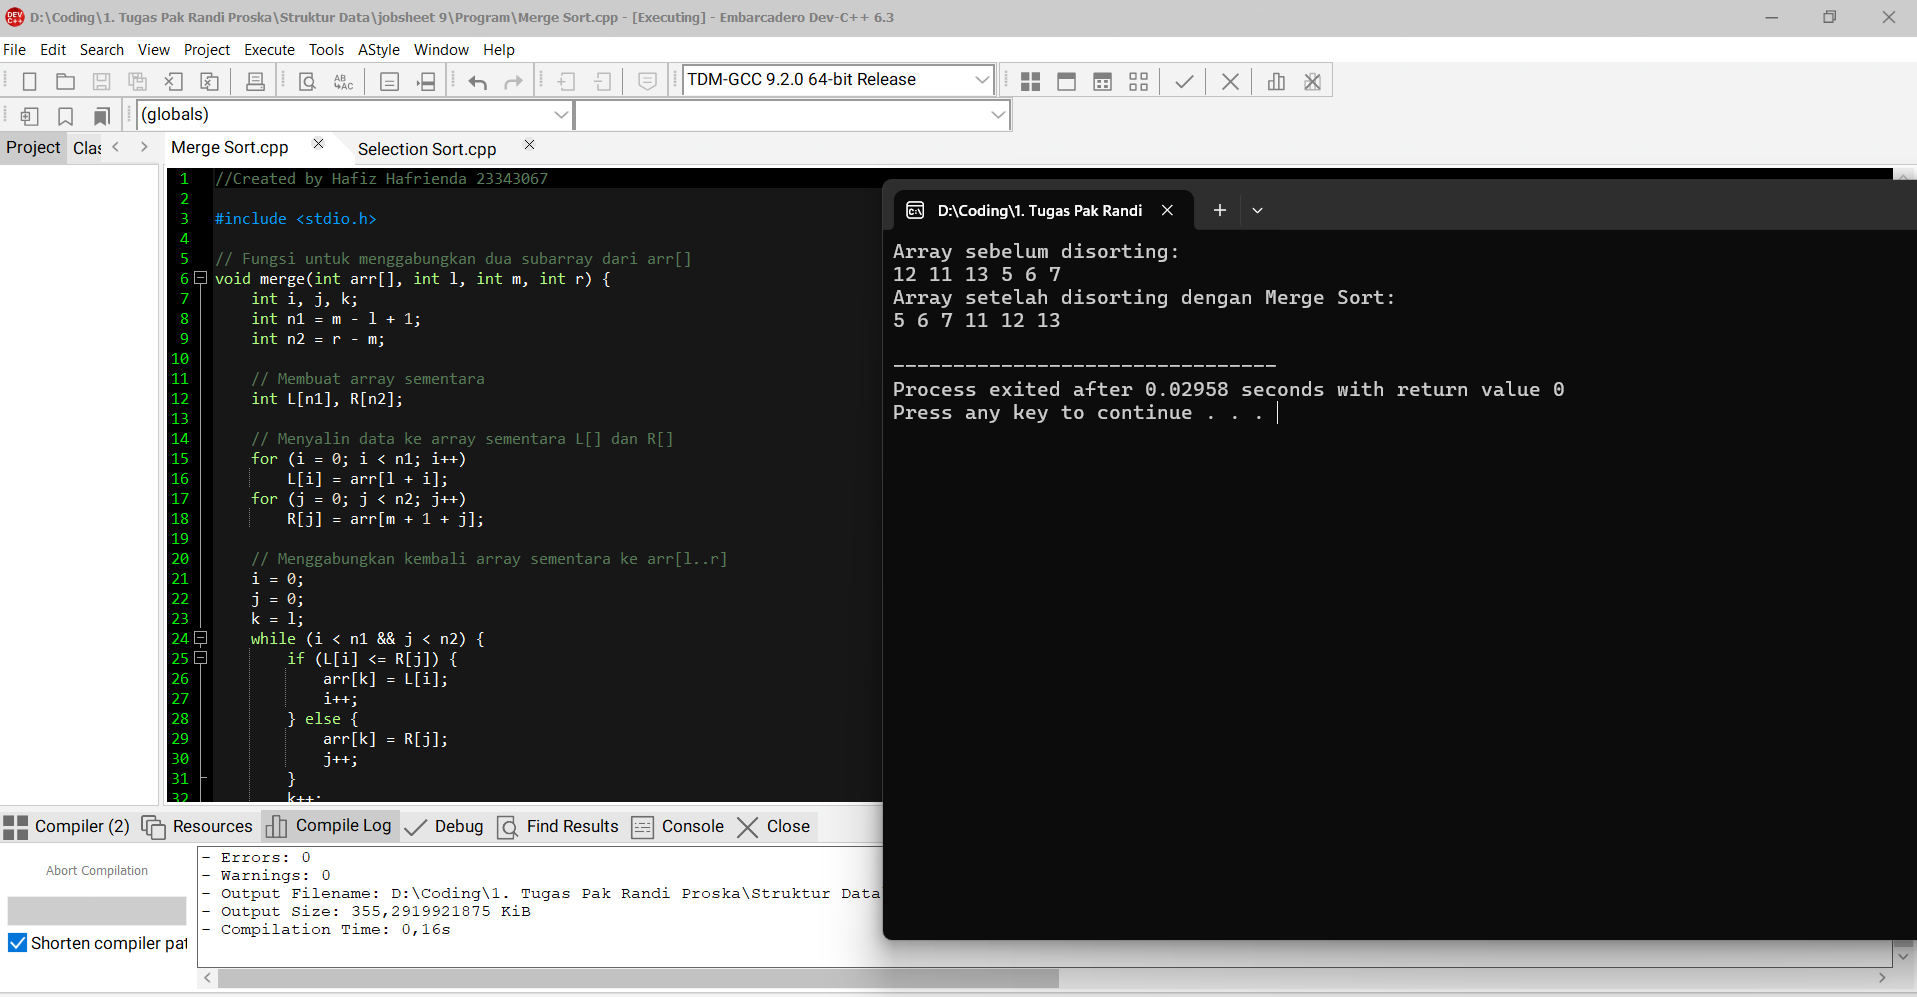 D:\Coding\1. Tugas Pak Randi Proska\Struktur Data\jobsheet 9\Program\Merge Sort.cpp - [Executing] - Embarcadero Dev-C++ 6.3
File Edit Search View Project Execute Tools AStyle Window Help
TDM-GCC 9.2.0 64-bit Release
(globals)
Project Clas
Merge Sort.cpp Selection Sort.cpp
1 //Created by Hafiz Hafrienda 23343067
2
3 #include <stdio.h>
4
5 // Fungsi untuk menggabungkan dua subarray dari arr[]
6 void merge(int arr[], int l, int m, int r) {
7 int i, j, k;
8 int n1 = m - l + 1;
9 int n2 = r - m;
10
11 // Membuat array sementara
12 int L[n1], R[n2];
13
14 // Menyalin data ke array sementara L[] dan R[]
15 for (i = 0; i < n1; i++)
16 L[i] = arr[l + i];
17 for (j = 0; j < n2; j++)
18 R[j] = arr[m + 1 + j];
19
20 // Menggabungkan kembali array sementara ke arr[l..r]
21 i = 0;
22 j = 0;
23 k = l;
24 while (i < n1 && j < n2) {
25 if (L[i] <= R[j]) {
26 arr[k] = L[i];
27 i++;
28 } else {
29 arr[k] = R[j];
30 j++;
31 }
32 k++;
D:\Coding\1. Tugas Pak Randi
Array sebelum disorting:
12 11 13 5 6 7
Array setelah disorting dengan Merge Sort:
5 6 7 11 12 13
--------------------------------
Process exited after 0.02958 seconds with return value 0
Press any key to continue . . .
Compiler (2) Resources Compile Log Debug Find Results Console Close
Abort Compilation
Shorten compiler pat
- Errors: 0
- Warnings: 0
- Output Filename: D:\Coding\1. Tugas Pak Randi Proska\Struktur Data
- Output Size: 355,2919921875 KiB
- Compilation Time: 0,16s